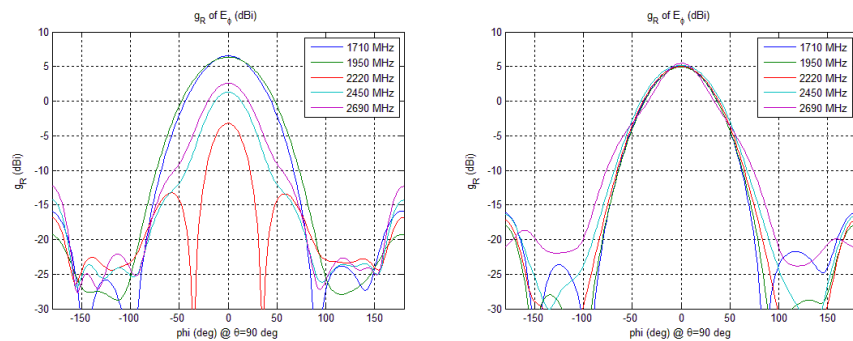 g_R of E_ϕ (dBi)
10
5
0
-5
-10
-15
-20
-25
-30
g_R (dBi)
-150 -100 -50 0 50 100 150
phi (deg) @ θ=90 deg
1710 MHz
1950 MHz
2220 MHz
2450 MHz
2690 MHz
g_R of E_ϕ (dBi)
10
5
0
-5
-10
-15
-20
-25
-30
g_R (dBi)
-150 -100 -50 0 50 100 150
phi (deg) @ θ=90 deg
1710 MHz
1950 MHz
2220 MHz
2450 MHz
2690 MHz